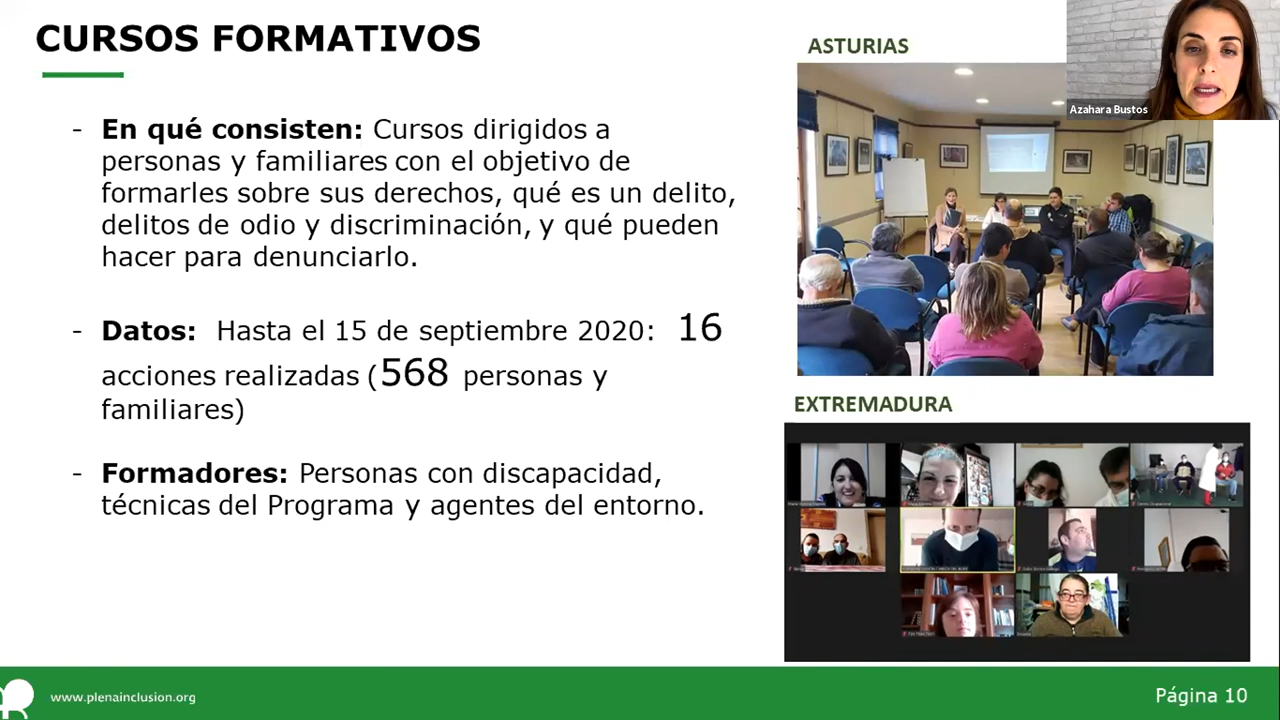 CURSOS FORMATIVOS
- En qué consisten: Cursos dirigidos a
personas y familiares con el objetivo de
formarles sobre sus derechos, qué es un delito,
delitos de odio y discriminación, y qué pueden
hacer para denunciarlo.
- Datos: Hasta el 15 de septiembre 2020: 16
acciones realizadas (568 personas y
familiares)
- Formadores: Personas con discapacidad,
técnicas del Programa y agentes del entorno.
ASTURIAS
Azahara Bustos
EXTREMADURA
www.plenainclusion.org
Página 10